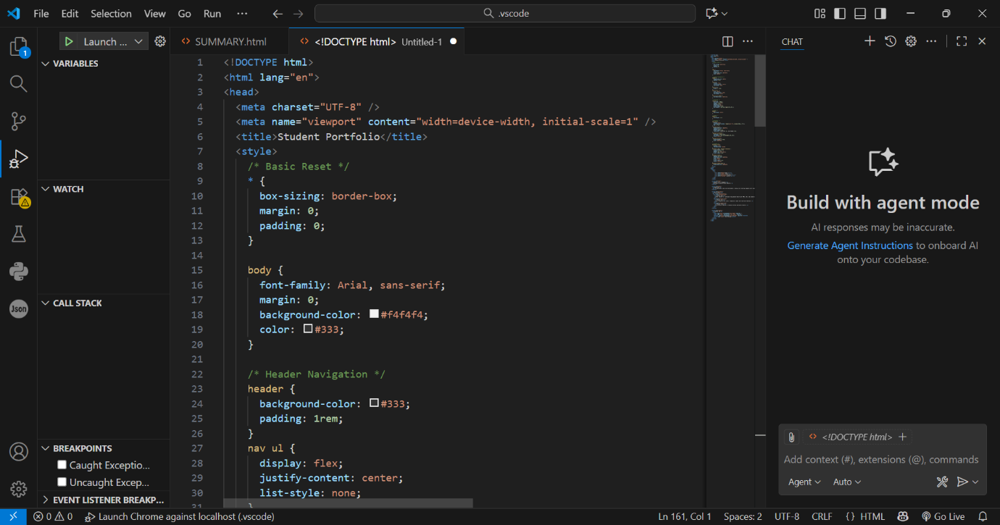 File Edit Selection View Go Run ···
.vscode
1
Launch ...
VARIABLES
WATCH
CALL STACK
BREAKPOINTS
Caught Exceptio...
Uncaught Excep...
EVENT LISTENER BREAKP...
Json
SUMMARY.html
<!DOCTYPE html> Untitled-1
1 <!DOCTYPE html>
2 <html lang="en">
3 <head>
4 <meta charset="UTF-8" />
5 <meta name="viewport" content="width=device-width, initial-scale=1" />
6 <title>Student Portfolio</title>
7 <style>
8 /* Basic Reset */
9 * {
10 box-sizing: border-box;
11 margin: 0;
12 padding: 0;
13 }
14
15 body {
16 font-family: Arial, sans-serif;
17 margin: 0;
18 background-color: #f4f4f4;
19 color: #333;
20 }
21
22 /* Header Navigation */
23 header {
24 background-color: #333;
25 padding: 1rem;
26 }
27 nav ul {
28 display: flex;
29 justify-content: center;
30 list-style: none;
31 }
CHAT
Build with agent mode
AI responses may be inaccurate.
Generate Agent Instructions to onboard AI
onto your codebase.
<!DOCTYPE html>
Add context (#), extensions (@), commands
Agent Auto
0 0 Launch Chrome against localhost (.vscode)
Ln 161, Col 1 Spaces: 2 UTF-8 CRLF {} HTML Go Live